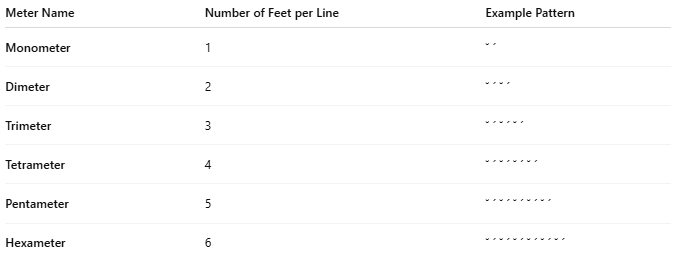 Meter Name Number of Feet per Line Example Pattern
Monometer 1 ˘ ˊ
Dimeter 2 ˘ ˊ ˘ ˊ
Trimeter 3 ˘ ˊ ˘ ˊ ˘ ˊ
Tetrameter 4 ˘ ˊ ˘ ˊ ˘ ˊ ˘ ˊ
Pentameter 5 ˘ ˊ ˘ ˊ ˘ ˊ ˘ ˊ ˘ ˊ
Hexameter 6 ˘ ˊ ˘ ˊ ˘ ˊ ˘ ˊ ˘ ˊ ˘ ˊ